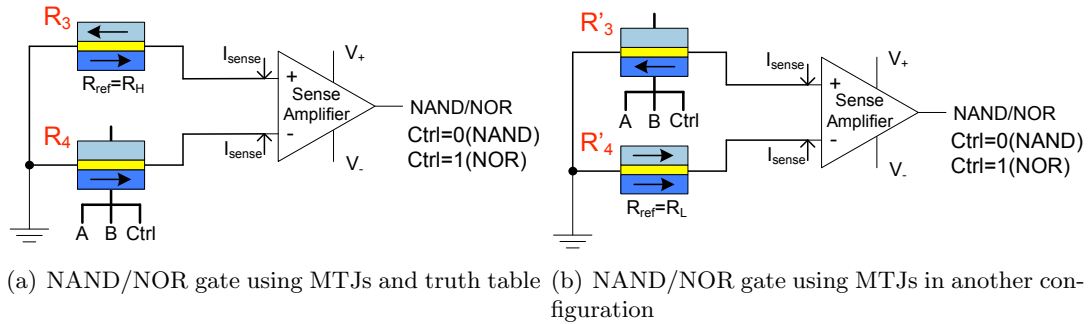 R3
Isense
V+
Rref=RH
+
Sense
Amplifier
-
NAND/NOR
Ctrl=0(NAND)
Ctrl=1(NOR)
R4
Isense
V-
A B Ctrl
(a) NAND/NOR gate using MTJs and truth table
R'3
Isense
V+
A B Ctrl
+
Sense
Amplifier
-
NAND/NOR
Ctrl=0(NAND)
Ctrl=1(NOR)
R'4
Isense
V-
Rref=RL
(b) NAND/NOR gate using MTJs in another con-
figuration